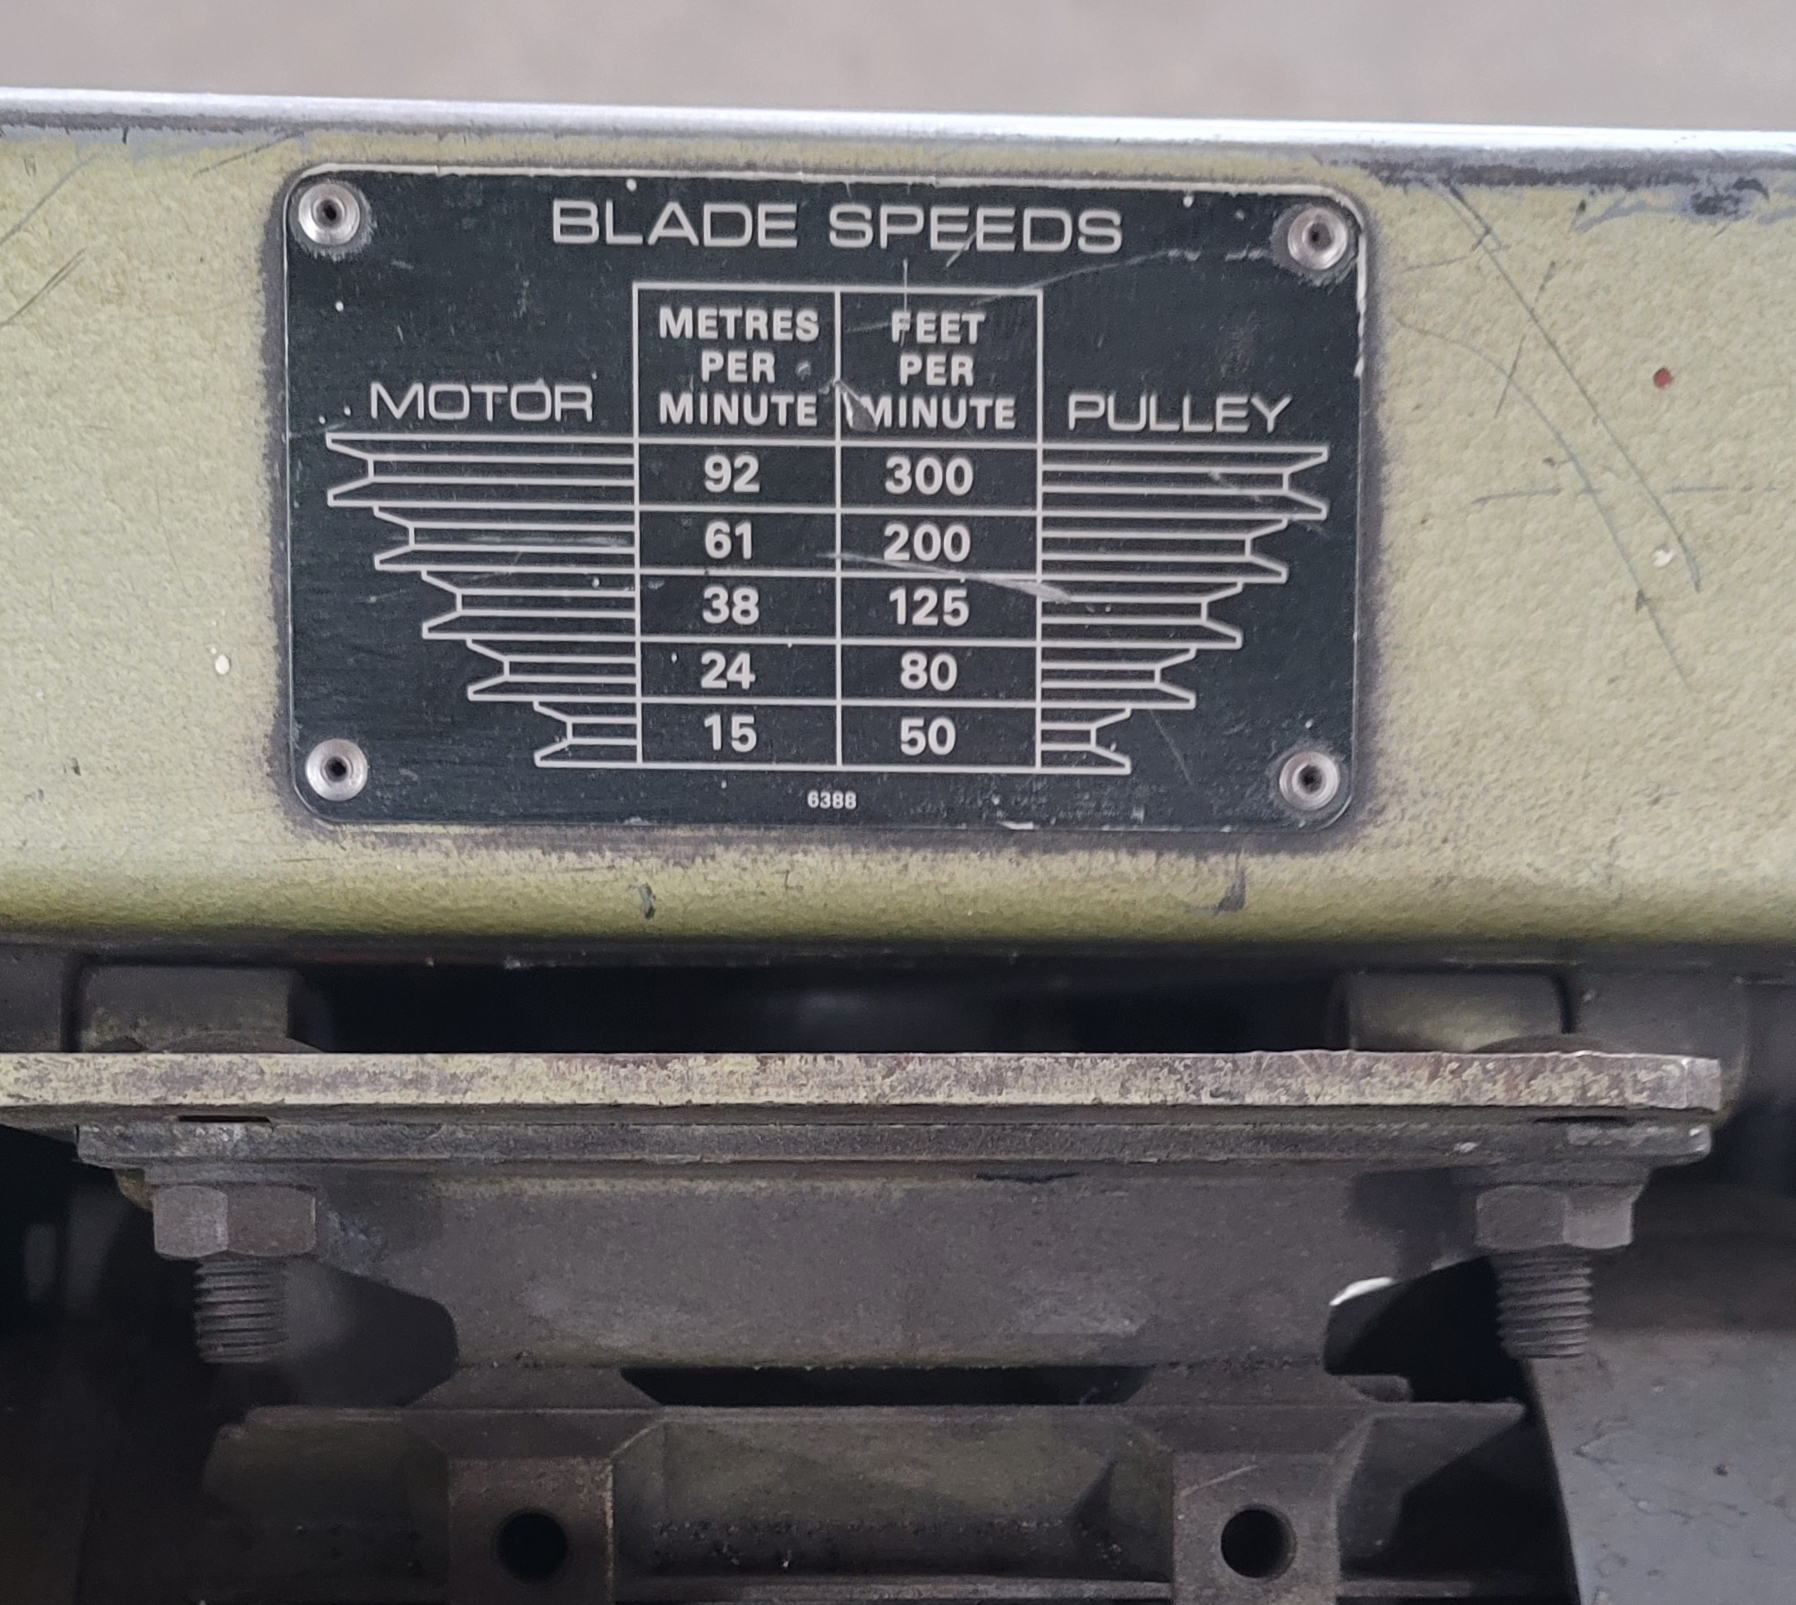 BLADE SPEEDS
METRES PER MINUTE
FEET PER MINUTE
MOTOR
PULLEY
92 300
61 200
38 125
24 80
15 50
6388